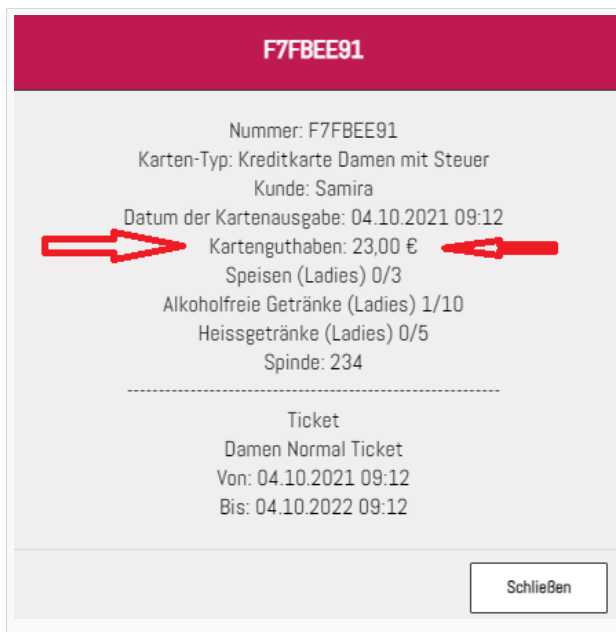 F7FBEE91
Nummer: F7FBEE91
Karten-Typ: Kreditkarte Damen mit Steuer
Kunde: Samira
Datum der Kartenausgabe: 04.10.2021 09:12
Kartenguthaben: 23,00 €
Speisen (Ladies) 0/3
Alkoholfreie Getränke (Ladies) 1/10
Heissgetränke (Ladies) 0/5
Spinde: 234
------------------------------------------------------------
Ticket
Damen Normal Ticket
Von: 04.10.2021 09:12
Bis: 04.10.2022 09:12
Schließen